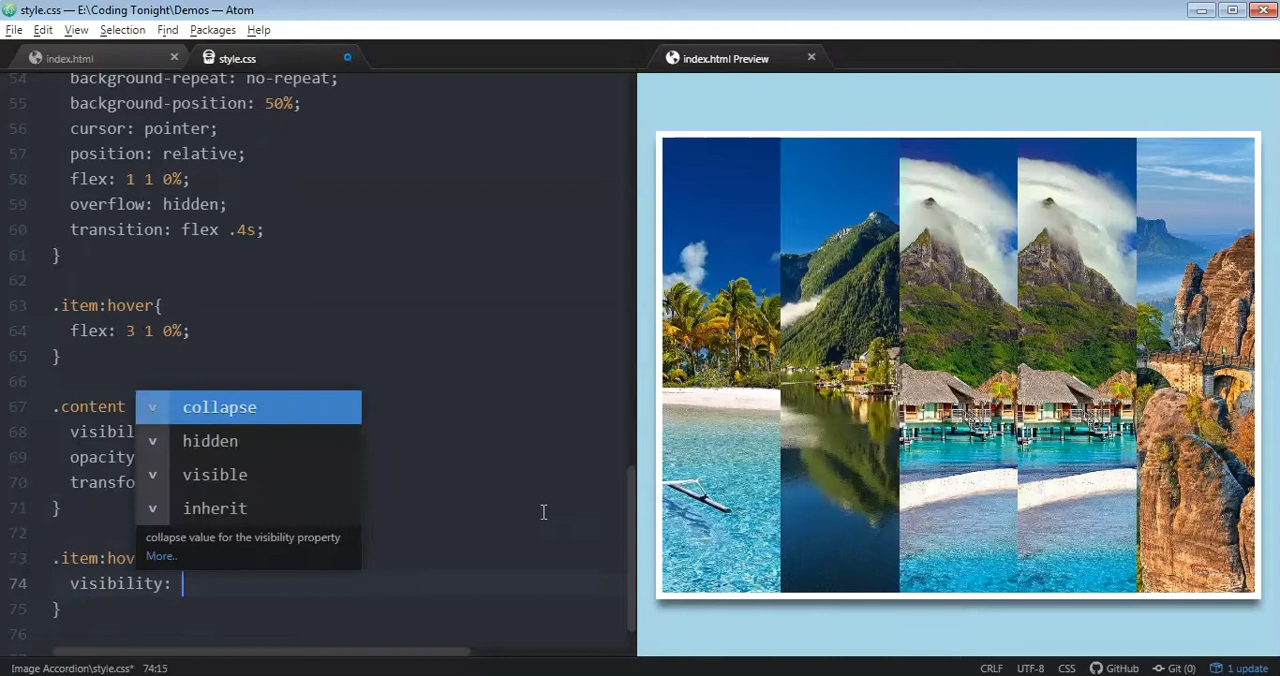 style.css — E:\Coding Tonight\Demos — Atom
File Edit View Selection Find Packages Help
index.html style.css index.html Preview
54 background-repeat: no-repeat;
55 background-position: 50%;
56 cursor: pointer;
57 position: relative;
58 flex: 1 1 0%;
59 overflow: hidden;
60 transition: flex .4s;
61 }
62
63 .item:hover{
64 flex: 3 1 0%;
65 }
66
67 .content
68 visibil
69 opacity
70 transfo
71 }
72
73 .item:hov
74 visibility:
75 }
76
v collapse
v hidden
v visible
v inherit
collapse value for the visibility property
More..
Image Accordion\style.css* 74:15 CRLF UTF-8 CSS GitHub Git (0) 1 update